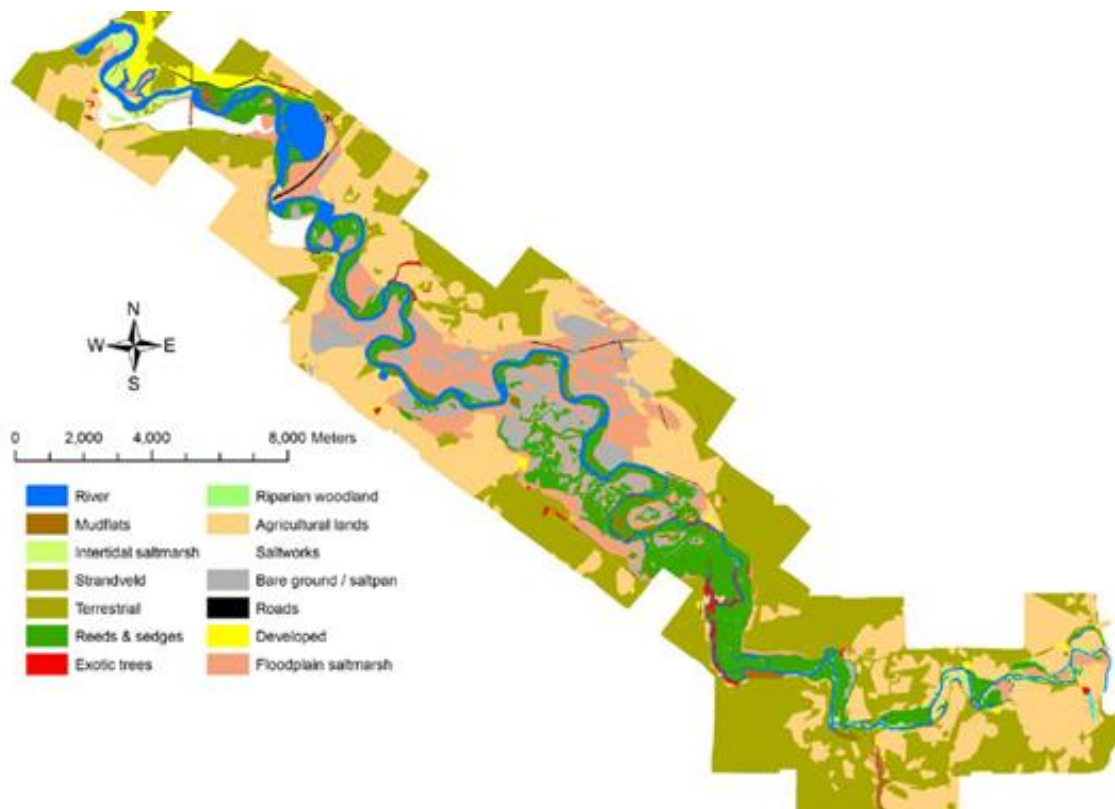 N
W E
S
0 2,000 4,000 8,000 Meters
River
Mudflats
Intertidal saltmarsh
Strandveld
Terrestrial
Reeds & sedges
Exotic trees
Riparian woodland
Agricultural lands
Saltworks
Bare ground / saltpan
Roads
Developed
Floodplain saltmarsh